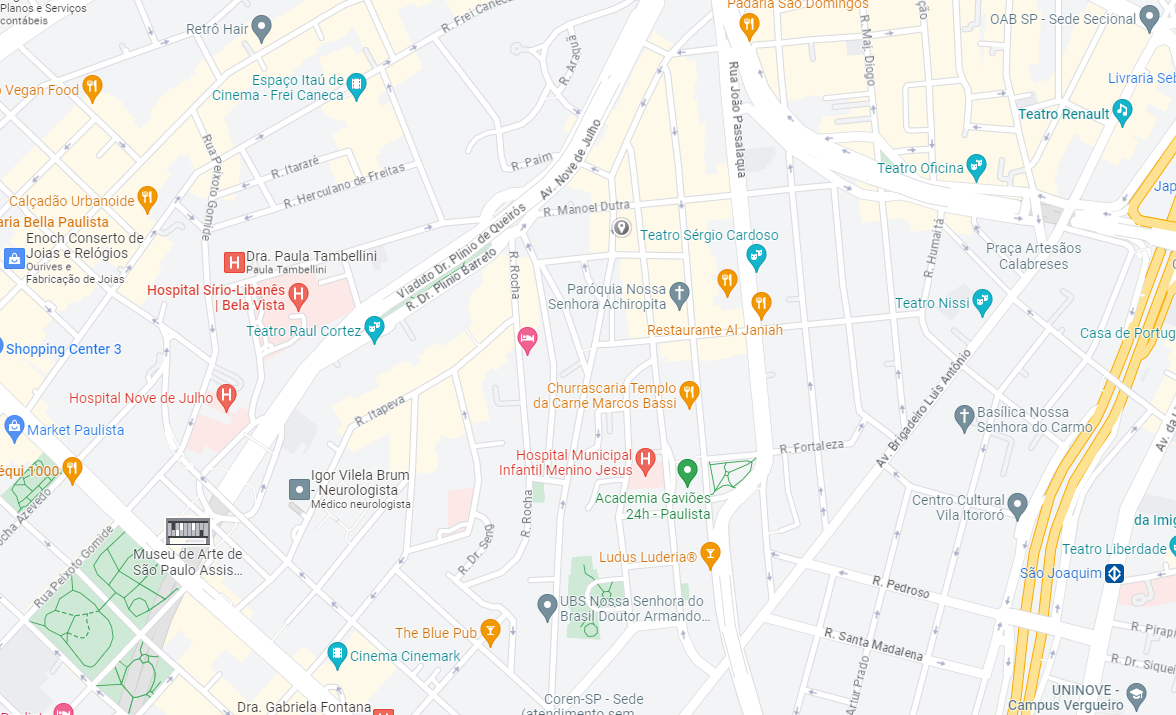 Planos e Serviços
contábeis
Retrô Hair
R. Frei Caneca
Padaria São Domingos
OAB SP - Sede Secional
R. Maj. Diogo
R. Araba
Vegan Food
Espaço Itaú de
Cinema - Frei Caneca
Livraria Seb
Rua João Passalaqua
Teatro Renault
Av. Nove de Julho
Rua Peixoto Gomide
R. Itararé
R. Paim
R. Herculano de Freitas
Teatro Oficina
Jap
Calçadão Urbanoide
R. Manoel Dutra
aria Bella Paulista
Enoch Conserto de
Joias e Relógios
Ourives e
Fabricação de Joias
Viaduto Dr. Plínio de Queirós
R. Dr. Plínio Barreto
Teatro Sérgio Cardoso
R. Humaitá
Praça Artesãos
Calabreses
Dra. Paula Tambellini
Paula Tambellini
R. Rocha
Hospital Sírio-Libanês
| Bela Vista
Paróquia Nossa
Senhora Achiropita
Teatro Nissi
Teatro Raul Cortez
Restaurante Al Janiah
Casa de Portug
Shopping Center 3
Av. Brigadeiro Luís Antônio
Hospital Nove de Julho
Churrascaria Templo
da Carne Marcos Bassi
R. Itapeva
Basílica Nossa
Senhora do Carmo
Market Paulista
Av. da
R. Fortaleza
équi 1000
Hospital Municipal
Infantil Menino Jesus
Igor Vilela Brum
- Neurologista
Médico neurologista
Academia Gaviões
24h - Paulista
R. Rocha
Centro Cultural
Vila Itororó
ocha Azevedo
da Imig
Museu de Arte de
São Paulo Assis...
R. Dr. Seng
Ludus Luderia®
Teatro Liberdade
Rua Peixoto Gomide
São Joaquim
R. Pedroso
UBS Nossa Senhora do
Brasil Doutor Armando...
The Blue Pub
R. Santa Madalena
R. Pirapi
Cinema Cinemark
R. Dr. Siquei
Artur Prado
Coren-SP - Sede
(atendimento sem
UNINOVE -
Campus Vergueiro
Dra. Gabriela Fontana